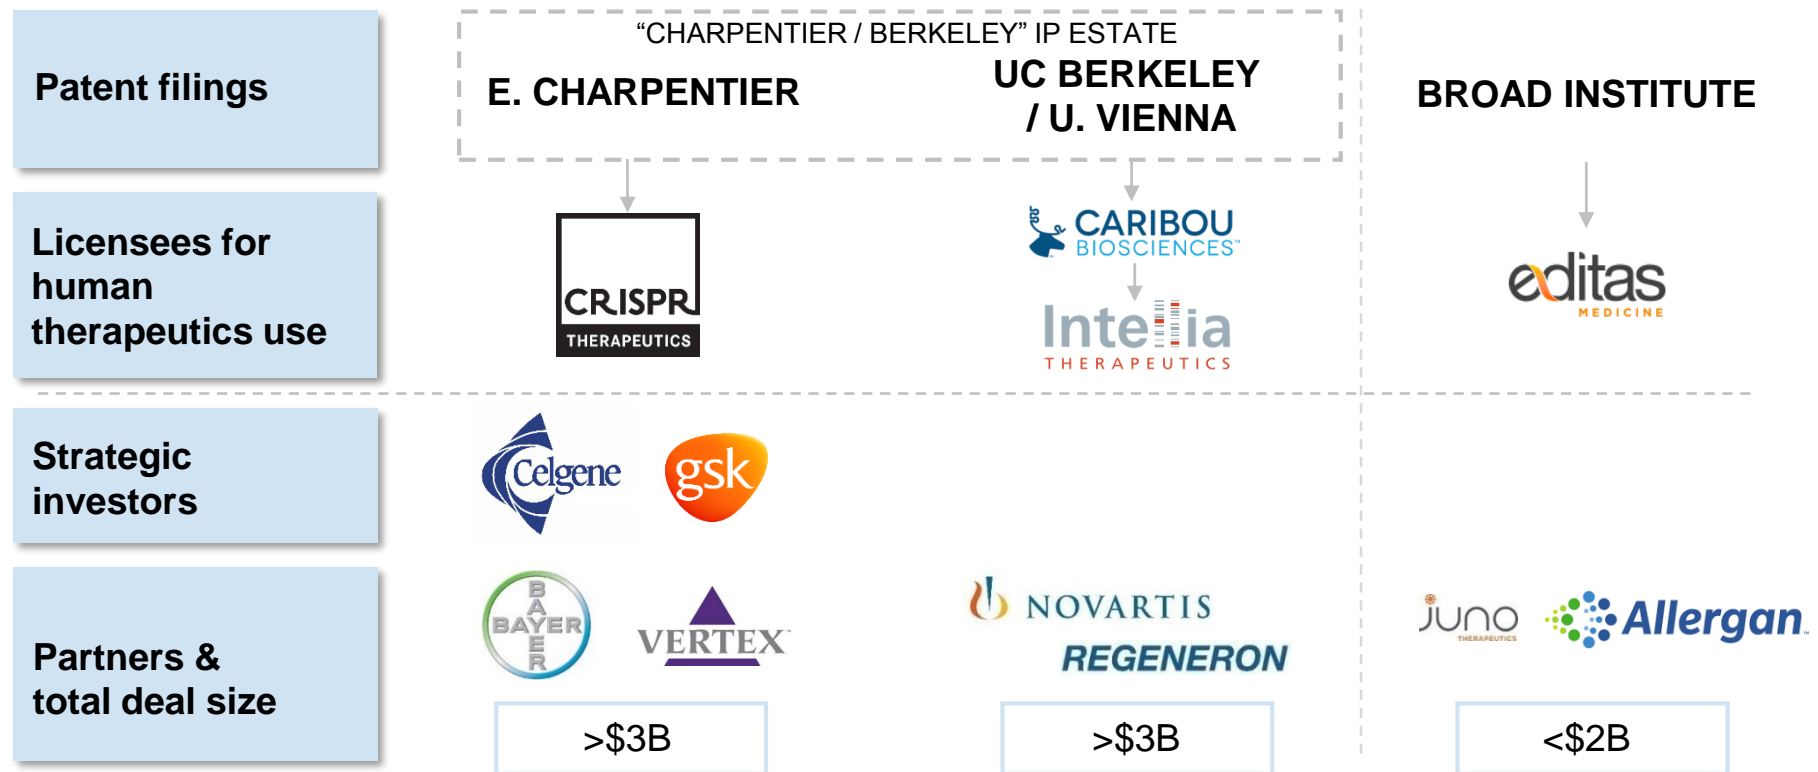 Patent filings
“CHARPENTIER / BERKELEY” IP ESTATE
E. CHARPENTIER
UC BERKELEY
/ U. VIENNA
BROAD INSTITUTE
Licensees for
human
therapeutics use
CRISPR
THERAPEUTICS
CARIBOU
BIOSCIENCES™
Intellia
THERAPEUTICS
editas
MEDICINE
Strategic
investors
Celgene
gsk
Partners &
total deal size
BAYER
BAYER
VERTEX
NOVARTIS
REGENERON
juno
THERAPEUTICS
Allergan
>$3B
>$3B
<$2B